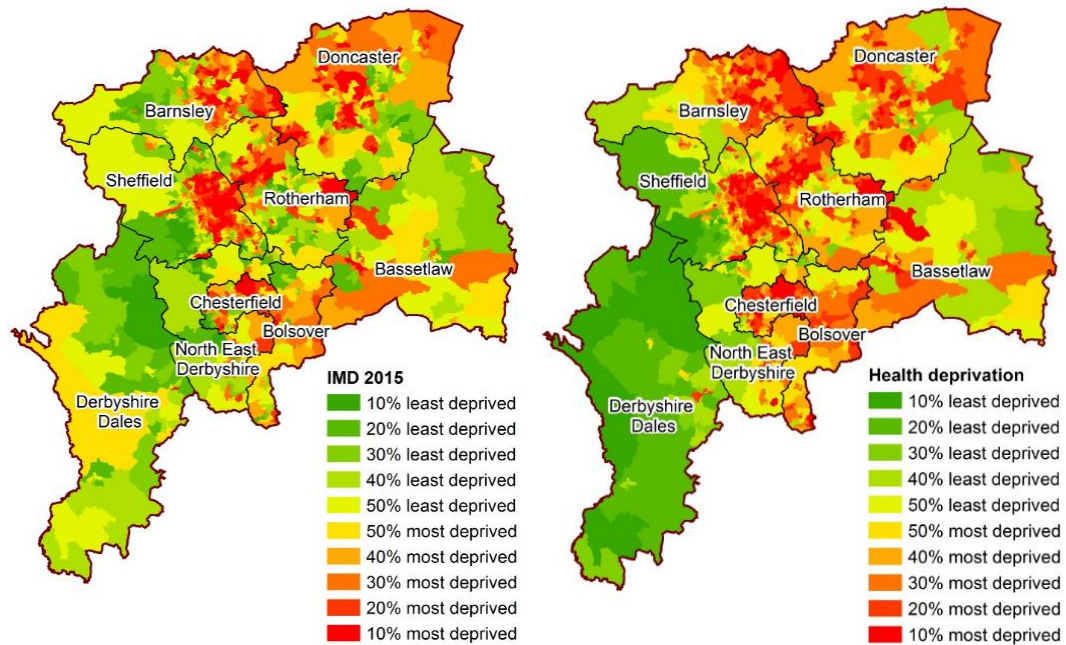 Doncaster
Barnsley
Sheffield
Rotherham
Bassetlaw
Chesterfield
Bolsover
North East
Derbyshire
Derbyshire
Dales
IMD 2015
10% least deprived
20% least deprived
30% least deprived
40% least deprived
50% least deprived
50% most deprived
40% most deprived
30% most deprived
20% most deprived
10% most deprived
Doncaster
Barnsley
Sheffield
Rotherham
Bassetlaw
Chesterfield
Bolsover
North East
Derbyshire
Derbyshire
Dales
Health deprivation
10% least deprived
20% least deprived
30% least deprived
40% least deprived
50% least deprived
50% most deprived
40% most deprived
30% most deprived
20% most deprived
10% most deprived